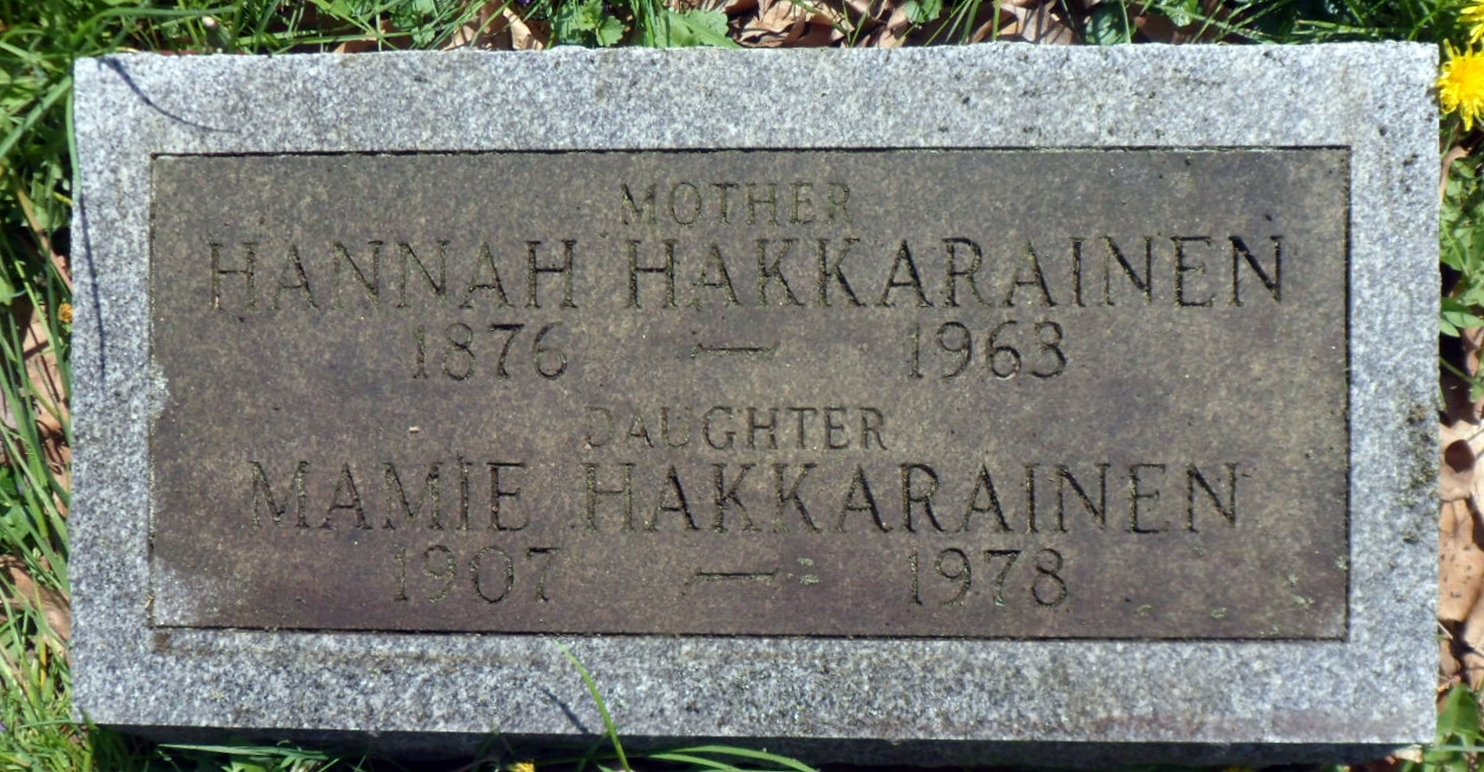 MOTHER
HANNAH HAKKARAINEN
1876 — 1963
DAUGHTER
MAMIE HAKKARAINEN
1907 — 1978